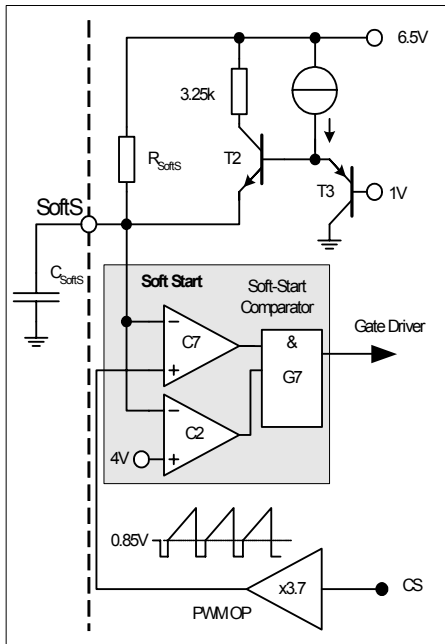 6.5V
3.25k
R_SoftS
T2
T3
1V
SoftS
C_SoftS
Soft Start
Soft-Start
Comparator
Gate Driver
C7
&
G7
C2
4V
0.85V
x3.7
CS
PWM OP